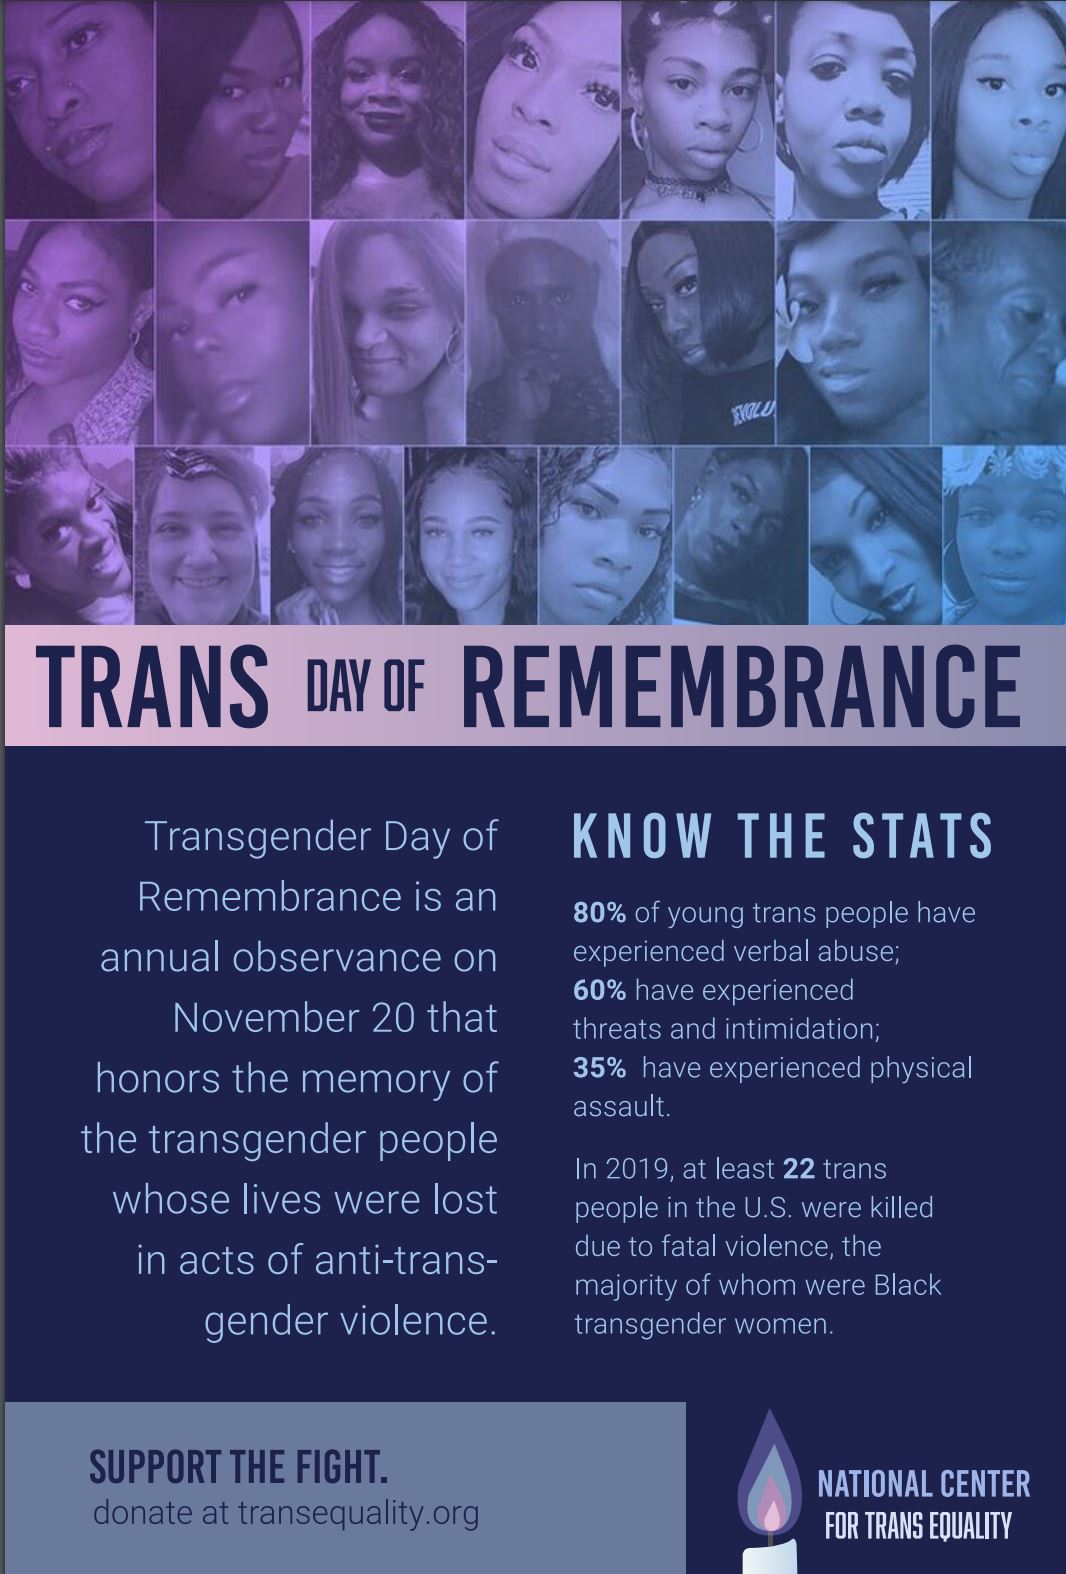 EVOLU
TRANS DAY OF REMEMBRANCE
Transgender Day of
Remembrance is an
annual observance on
November 20 that
honors the memory of
the transgender people
whose lives were lost
in acts of anti-trans-
gender violence.
KNOW THE STATS
80% of young trans people have
experienced verbal abuse;
60% have experienced
threats and intimidation;
35% have experienced physical
assault.
In 2019, at least 22 trans
people in the U.S. were killed
due to fatal violence, the
majority of whom were Black
transgender women.
SUPPORT THE FIGHT.
donate at transequality.org
NATIONAL CENTER
FOR TRANS EQUALITY